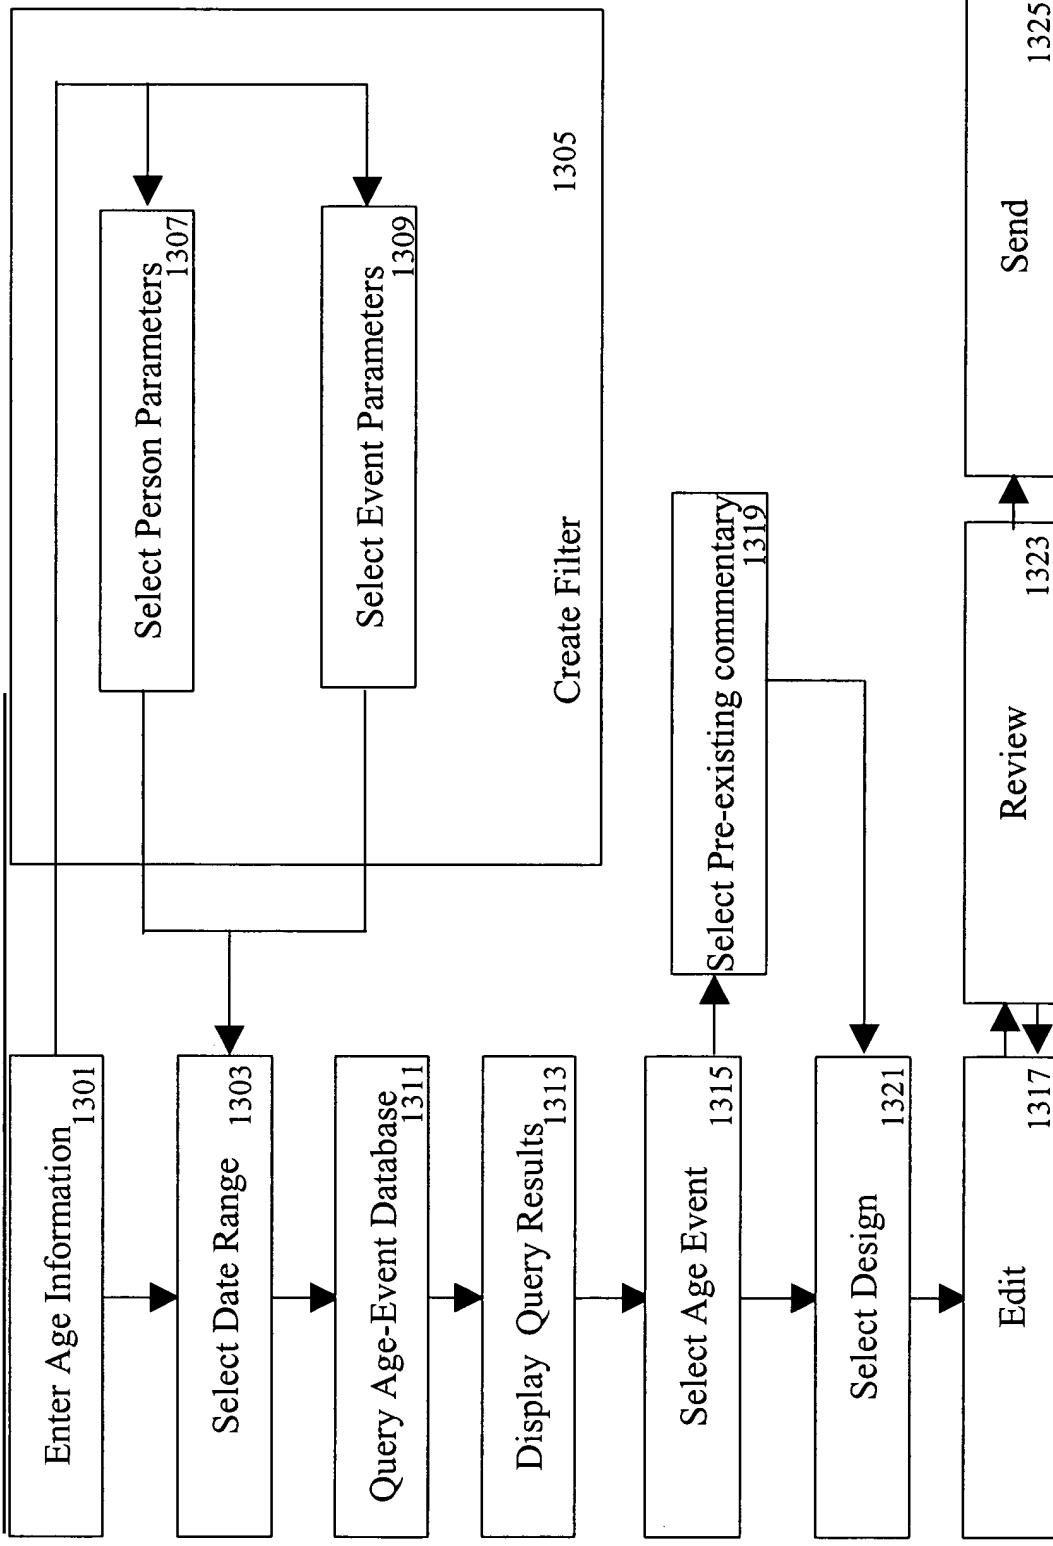 Enter Age Information
1301
Select Date Range
1303
Query Age-Event Database
1311
Display Query Results
1313
Select Age Event
1315
Select Design
1321
Edit
1317
Select Person Parameters
1307
Select Event Parameters
1309
Create Filter
1305
Select Pre-existing commentary
1319
Review
1323
Send
1325